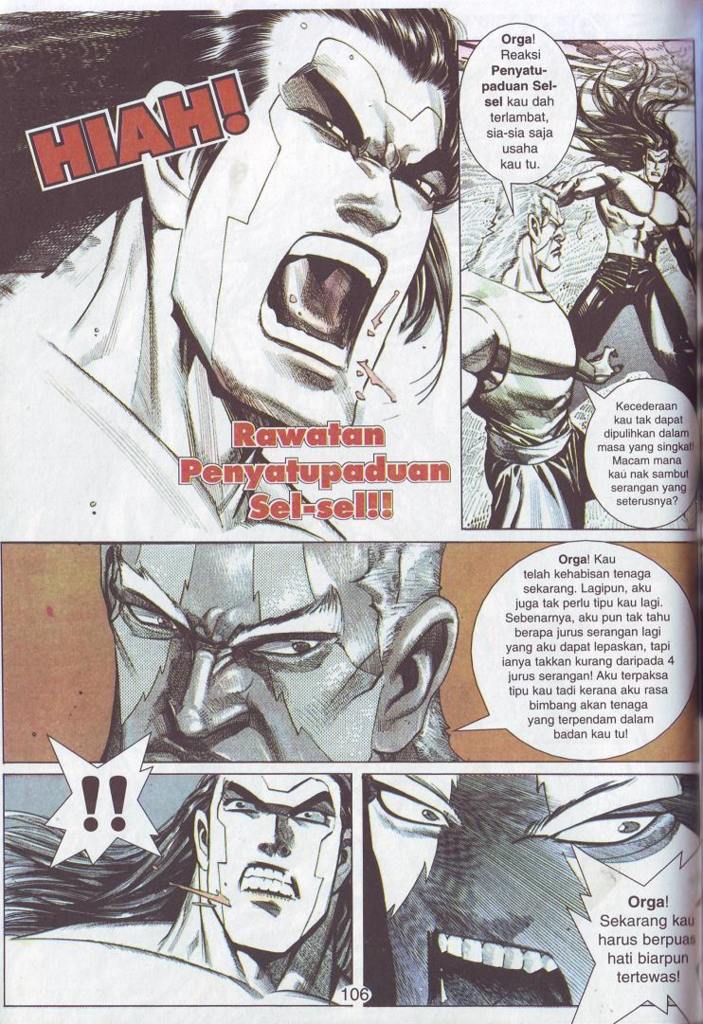 HIAH!
Rawatan
Penyatupaduan
Sel-sel!!
Orga!
Reaksi
Penyatu-
paduan Sel-
sel kau dah
terlambat,
sia-sia saja
usaha
kau tu.
Kecederaan
kau tak dapat
dipulihkan dalam
masa yang singkat!
Macam mana
kau nak sambut
serangan yang
seterusnya?
Orga! Kau
telah kehabisan tenaga
sekarang. Lagipun, aku
juga tak perlu tipu kau lagi.
Sebenarnya, aku pun tak tahu
berapa jurus serangan lagi
yang aku dapat lepaskan, tapi
ianya takkan kurang daripada 4
jurus serangan! Aku terpaksa
tipu kau tadi kerana aku rasa
bimbang akan tenaga
yang terpendam dalam
badan kau tu!
!!
Orga!
Sekarang kau
harus berpuas
hati biarpun
tertewas!
106